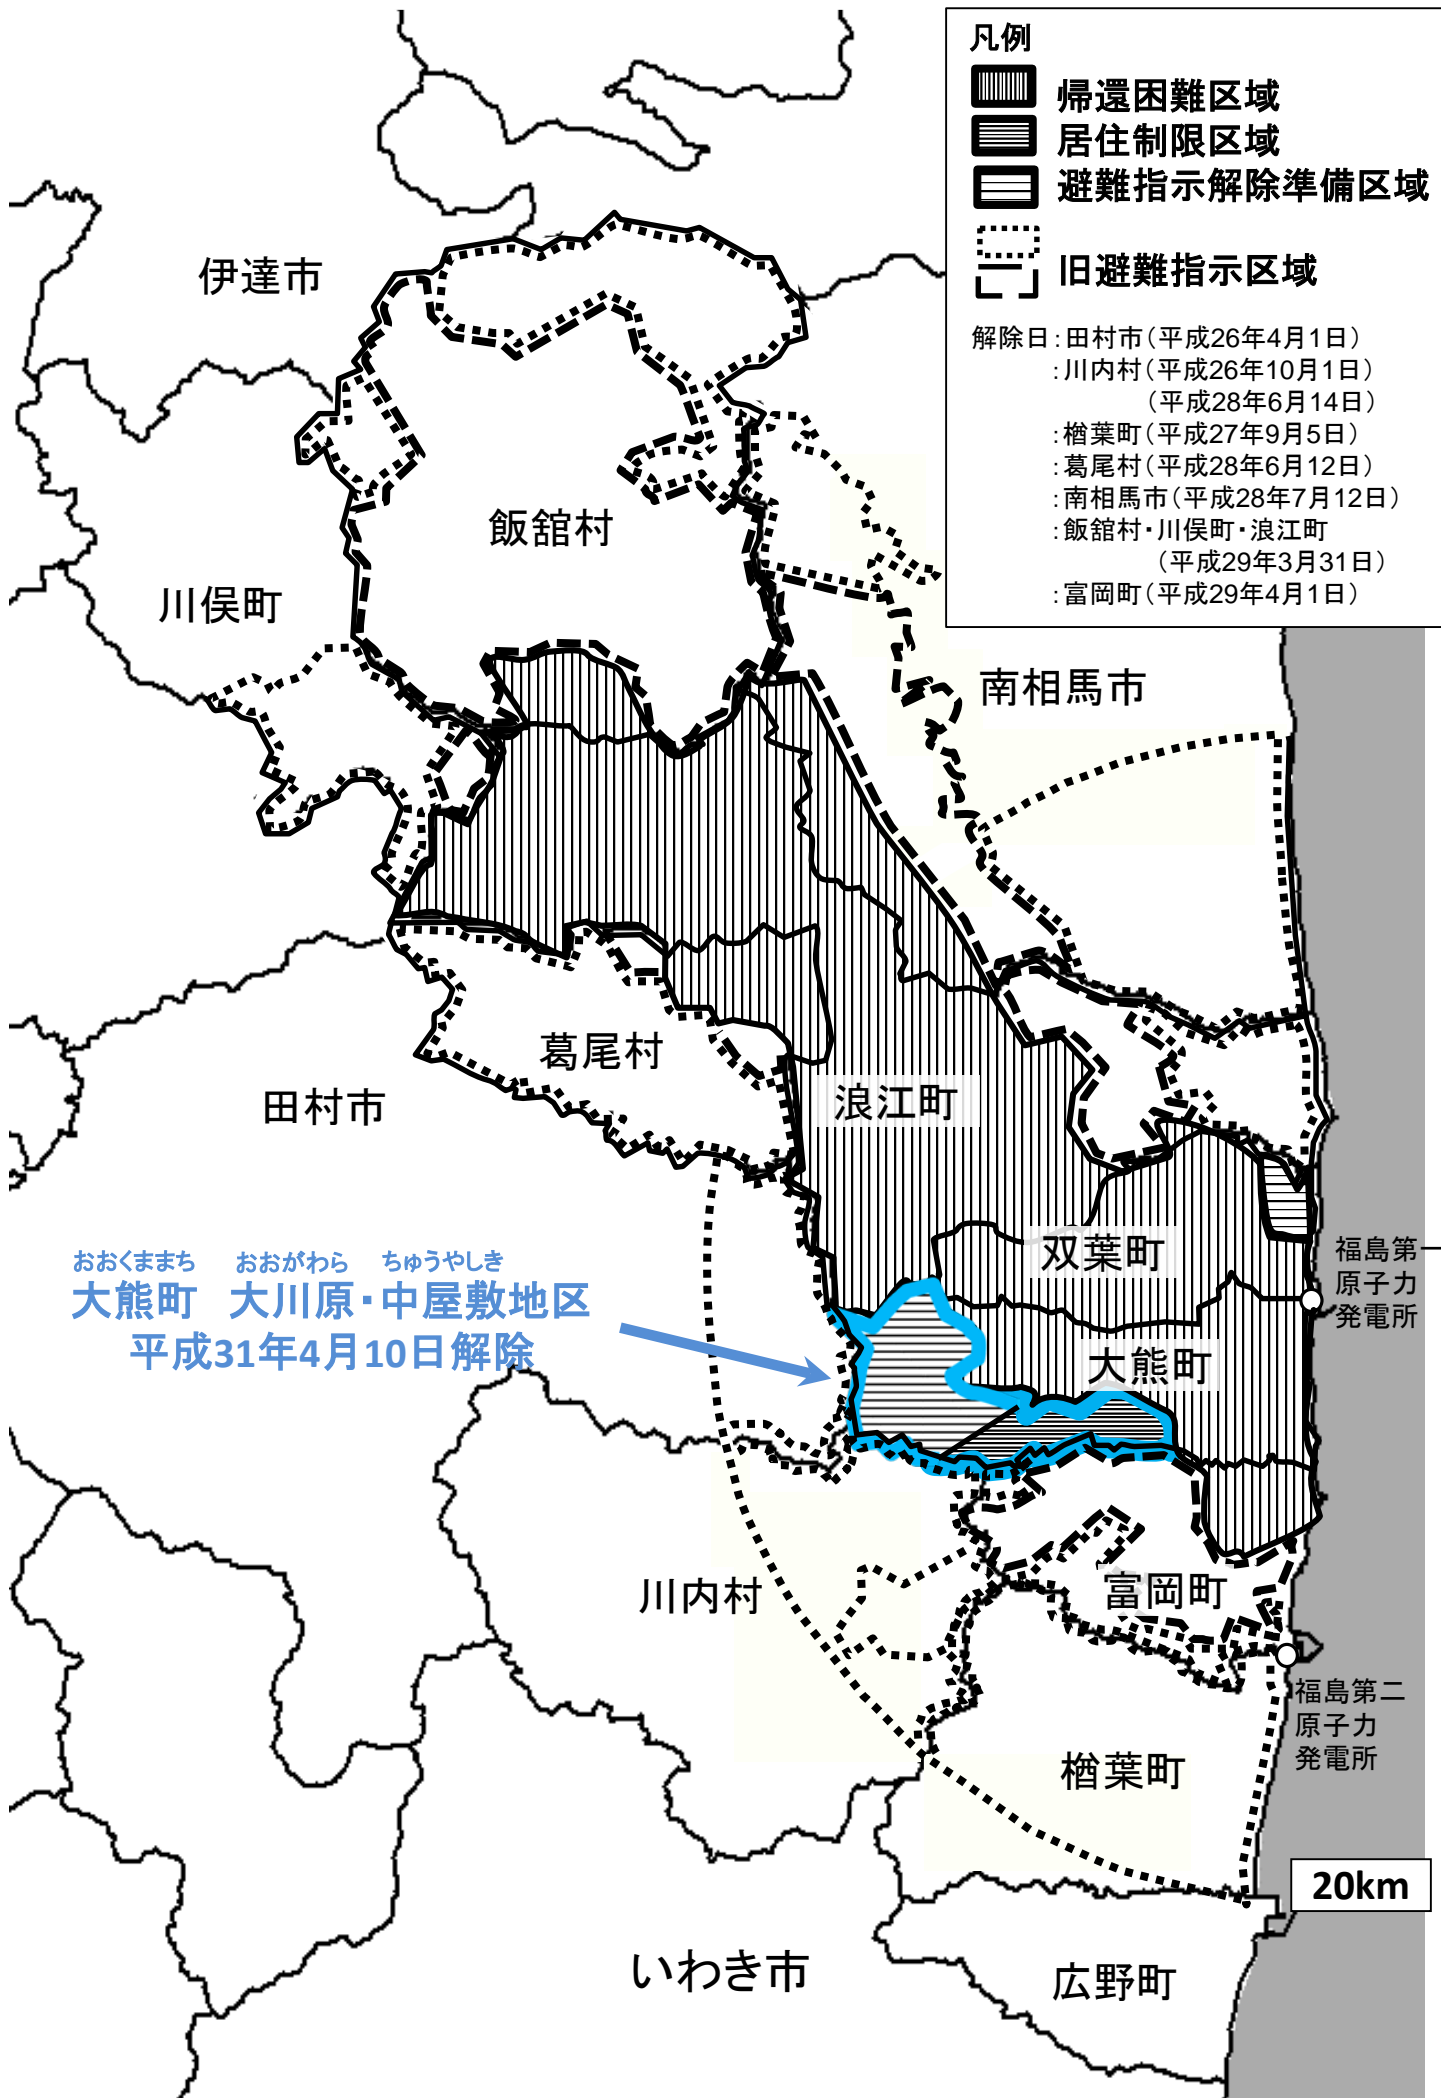 凡例
帰還困難区域
居住制限区域
避難指示解除準備区域
旧避難指示区域
解除日:田村市(平成26年4月1日)
:川内村(平成26年10月1日)
(平成28年6月14日)
:楢葉町(平成27年9月5日)
:葛尾村(平成28年6月12日)
:南相馬市(平成28年7月12日)
:飯舘村・川俣町・浪江町
(平成29年3月31日)
:富岡町(平成29年4月1日)
伊達市
飯舘村
川俣町
南相馬市
葛尾村
田村市
浪江町
双葉町
福島第一
原子力
発電所
おおくままち おおがわら ちゅうやしき
大熊町 大川原・中屋敷地区
平成31年4月10日解除
大熊町
川内村
富岡町
福島第二
原子力
発電所
楢葉町
20km
いわき市
広野町